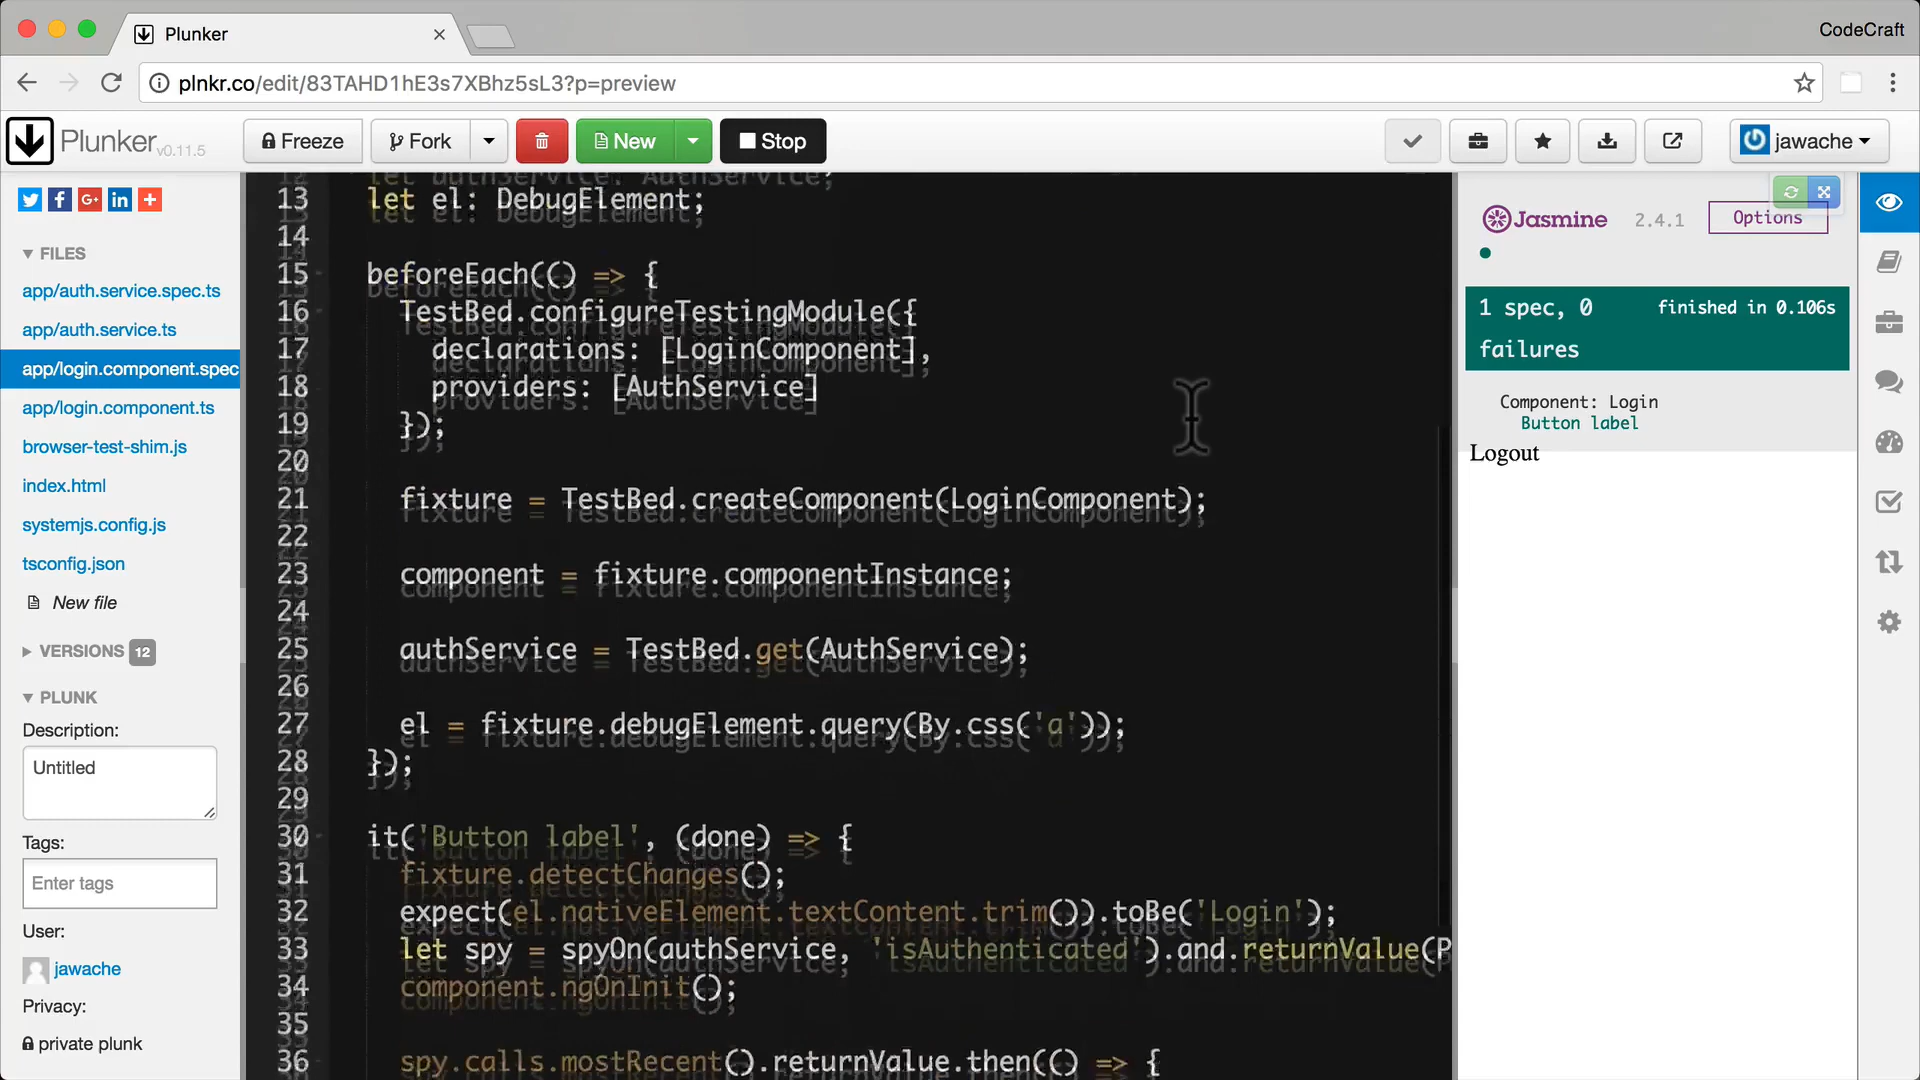 Plunker
CodeCraft
plnkr.co/edit/83TAHD1hE3s7XBhz5sL3?p=preview
Plunker v0.11.5
Freeze
Fork
New
Stop
jawache
FILES
app/auth.service.spec.ts
app/auth.service.ts
app/login.component.spec
app/login.component.ts
browser-test-shim.js
index.html
systemjs.config.js
tsconfig.json
New file
VERSIONS 12
PLUNK
Description:
Untitled
Tags:
Enter tags
User:
jawache
Privacy:
private plunk
12 let authService: AuthService;
13 let el: DebugElement;
14
15 beforeEach(() => {
16 TestBed.configureTestingModule({
17 declarations: [LoginComponent],
18 providers: [AuthService]
19 });
20
21 fixture = TestBed.createComponent(LoginComponent);
22
23 component = fixture.componentInstance;
24
25 authService = TestBed.get(AuthService);
26
27 el = fixture.debugElement.query(By.css('a'));
28 });
29
30 it('Button label', (done) => {
31 fixture.detectChanges();
32 expect(el.nativeElement.textContent.trim()).toBe('Login');
33 let spy = spyOn(authService, 'isAuthenticated').and.returnValue(P
34 component.ngOnInit();
35
36 spy.calls.mostRecent().returnValue.then(() => {
Jasmine 2.4.1
Options
1 spec, 0 failures
finished in 0.106s
Component: Login
Button label
Logout